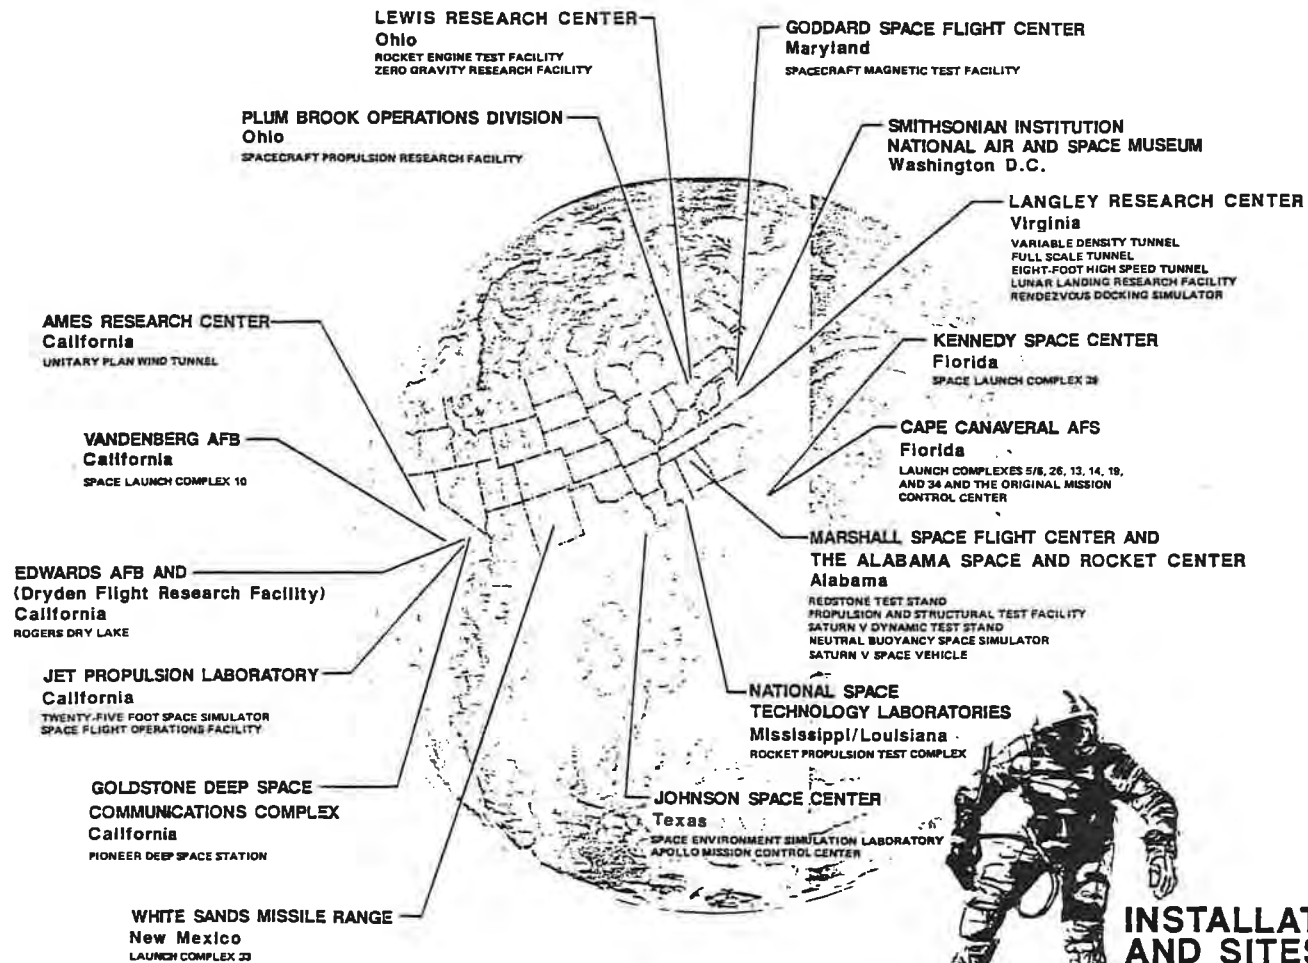 LEWIS RESEARCH CENTER
Ohio
ROCKET ENGINE TEST FACILITY
ZERO GRAVITY RESEARCH FACILITY
GODDARD SPACE FLIGHT CENTER
Maryland
SPACECRAFT MAGNETIC TEST FACILITY
PLUM BROOK OPERATIONS DIVISION
Ohio
SPACECRAFT PROPULSION RESEARCH FACILITY
SMITHSONIAN INSTITUTION
NATIONAL AIR AND SPACE MUSEUM
Washington D.C.
LANGLEY RESEARCH CENTER
Virginia
VARIABLE DENSITY TUNNEL
FULL SCALE TUNNEL
EIGHT-FOOT HIGH SPEED TUNNEL
LUNAR LANDING RESEARCH FACILITY
RENDEZVOUS DOCKING SIMULATOR
AMES RESEARCH CENTER
California
UNITARY PLAN WIND TUNNEL
KENNEDY SPACE CENTER
Florida
SPACE LAUNCH COMPLEX 39
VANDENBERG AFB
California
SPACE LAUNCH COMPLEX 10
CAPE CANAVERAL AFS
Florida
LAUNCH COMPLEXES 5/6, 26, 13, 14, 19,
AND 34 AND THE ORIGINAL MISSION
CONTROL CENTER
EDWARDS AFB AND
(Dryden Flight Research Facility)
California
ROGERS DRY LAKE
MARSHALL SPACE FLIGHT CENTER AND
THE ALABAMA SPACE AND ROCKET CENTER
Alabama
REDSTONE TEST STAND
PROPULSION AND STRUCTURAL TEST FACILITY
SATURN V DYNAMIC TEST STAND
NEUTRAL BUOYANCY SPACE SIMULATOR
SATURN V SPACE VEHICLE
JET PROPULSION LABORATORY
California
TWENTY-FIVE FOOT SPACE SIMULATOR
SPACE FLIGHT OPERATIONS FACILITY
NATIONAL SPACE
TECHNOLOGY LABORATORIES
Mississippi/Louisiana
ROCKET PROPULSION TEST COMPLEX
GOLDSTONE DEEP SPACE
COMMUNICATIONS COMPLEX
California
PIONEER DEEP SPACE STATION
JOHNSON SPACE CENTER
Texas
SPACE ENVIRONMENT SIMULATION LABORATORY
APOLLO MISSION CONTROL CENTER
WHITE SANDS MISSILE RANGE
New Mexico
LAUNCH COMPLEX 33
INSTALLAT
AND SITES